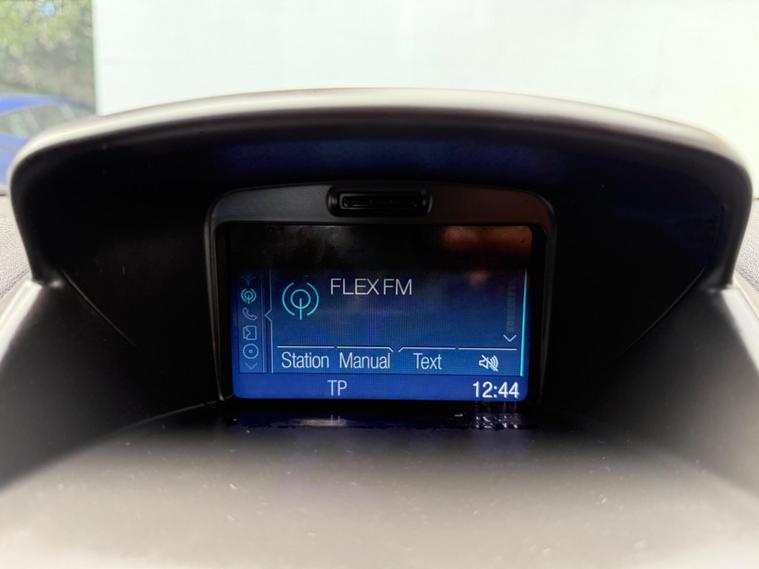 FLEX FM
Station Manual Text
TP 12:44